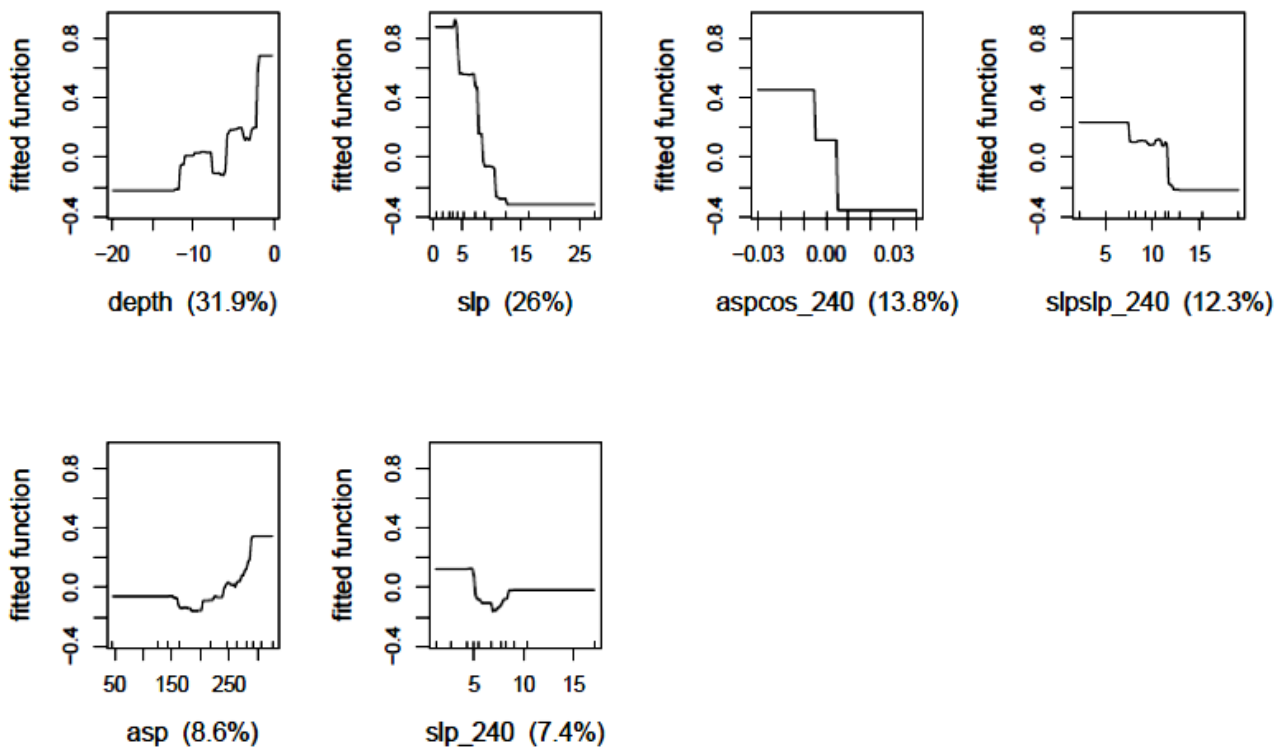 fitted function
0.8
0.4
0.0
−0.4
−20 −10 0
depth (31.9%)
fitted function
0.8
0.4
0.0
−0.4
0 5 15 25
slp (26%)
fitted function
0.8
0.4
0.0
−0.4
−0.03 0.00 0.03
aspcos_240 (13.8%)
fitted function
0.8
0.4
0.0
−0.4
5 10 15
slpslp_240 (12.3%)
fitted function
0.8
0.4
0.0
−0.4
50 150 250
asp (8.6%)
fitted function
0.8
0.4
0.0
−0.4
5 10 15
slp_240 (7.4%)